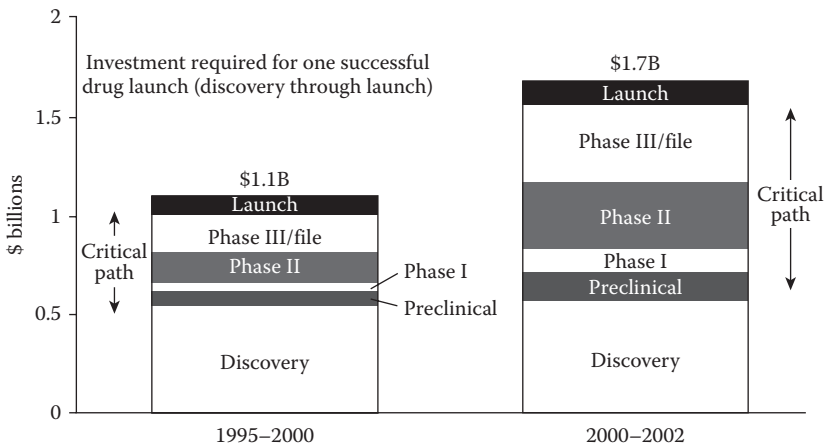 $ billions
2
1.5
1
0.5
0
Investment required for one successful
drug launch (discovery through launch)
$1.1B
Launch
Phase III/file
Phase II
Phase I
Preclinical
Discovery
Critical
path
1995–2000
$1.7B
Launch
Phase III/file
Phase II
Phase I
Preclinical
Discovery
Critical
path
2000–2002